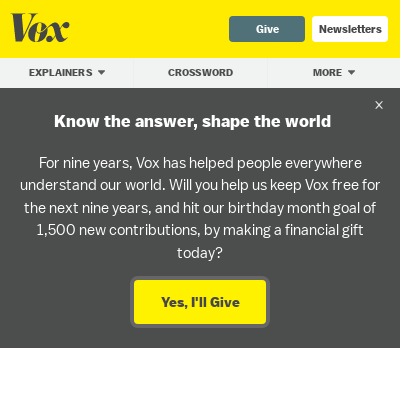 Vox
Give
Newsletters
EXPLAINERS
CROSSWORD
MORE
x
Know the answer, shape the world
For nine years, Vox has helped people everywhere
understand our world. Will you help us keep Vox free for
the next nine years, and hit our birthday month goal of
1,500 new contributions, by making a financial gift
today?
Yes, I'll Give